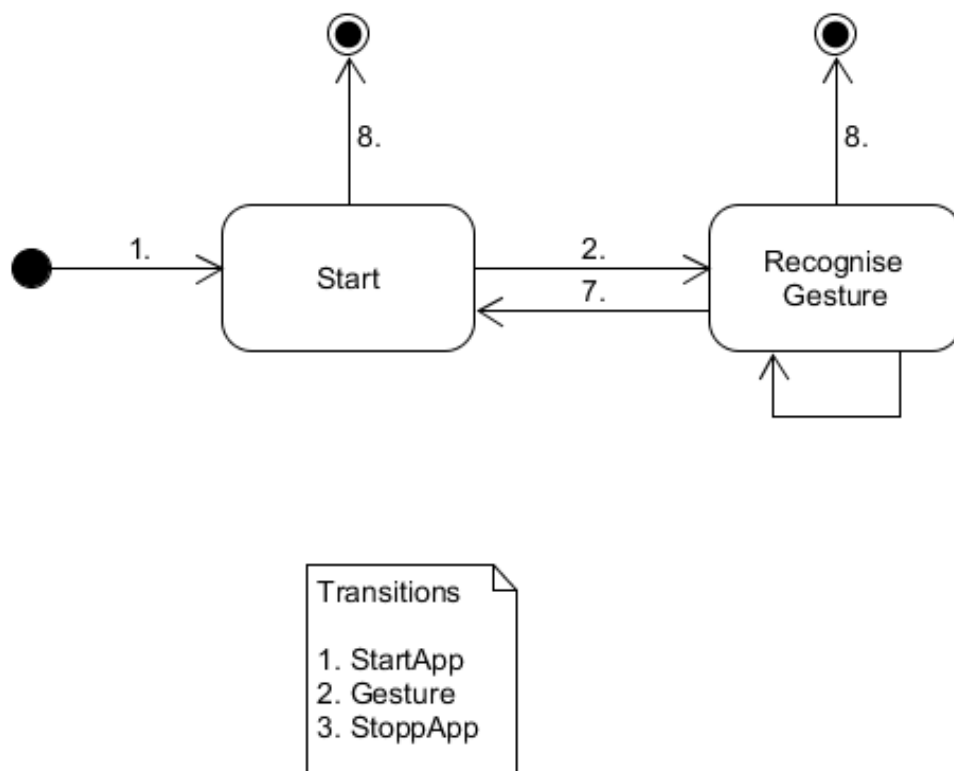 8.
8.
1.
2.
Start
Recognise
Gesture
7.
Transitions
1. StartApp
2. Gesture
3. StoppApp